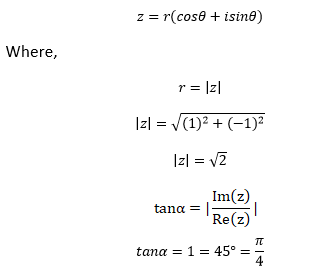 z = r(cosθ + isinθ)
Where,
r = |z|
|z| = √(1)² + (−1)²
|z| = √2
tanα = |Im(z)/Re(z)|
tanα = 1 = 45° = π/4